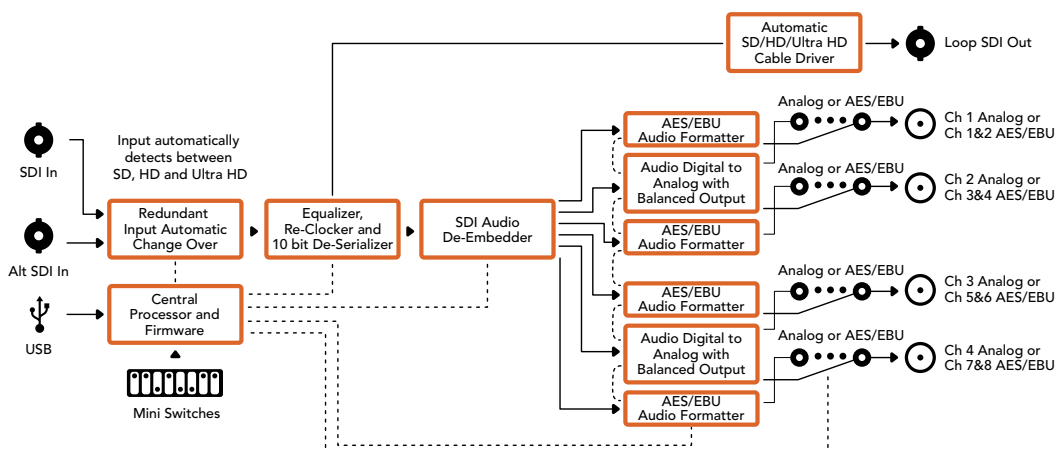 Automatic
SD/HD/Ultra HD
Cable Driver
Loop SDI Out
SDI In
Alt SDI In
USB
Input automatically
detects between
SD, HD and Ultra HD
Redundant
Input Automatic
Change Over
Central
Processor and
Firmware
Mini Switches
Equalizer,
Re-Clocker and
10 bit De-Serializer
SDI Audio
De-Embedder
AES/EBU
Audio Formatter
Audio Digital to
Analog with
Balanced Output
AES/EBU
Audio Formatter
AES/EBU
Audio Formatter
Audio Digital to
Analog with
Balanced Output
AES/EBU
Audio Formatter
Analog or AES/EBU
Ch 1 Analog or
Ch 1&2 AES/EBU
Analog or AES/EBU
Ch 2 Analog or
Ch 3&4 AES/EBU
Analog or AES/EBU
Ch 3 Analog or
Ch 5&6 AES/EBU
Analog or AES/EBU
Ch 4 Analog or
Ch 7&8 AES/EBU